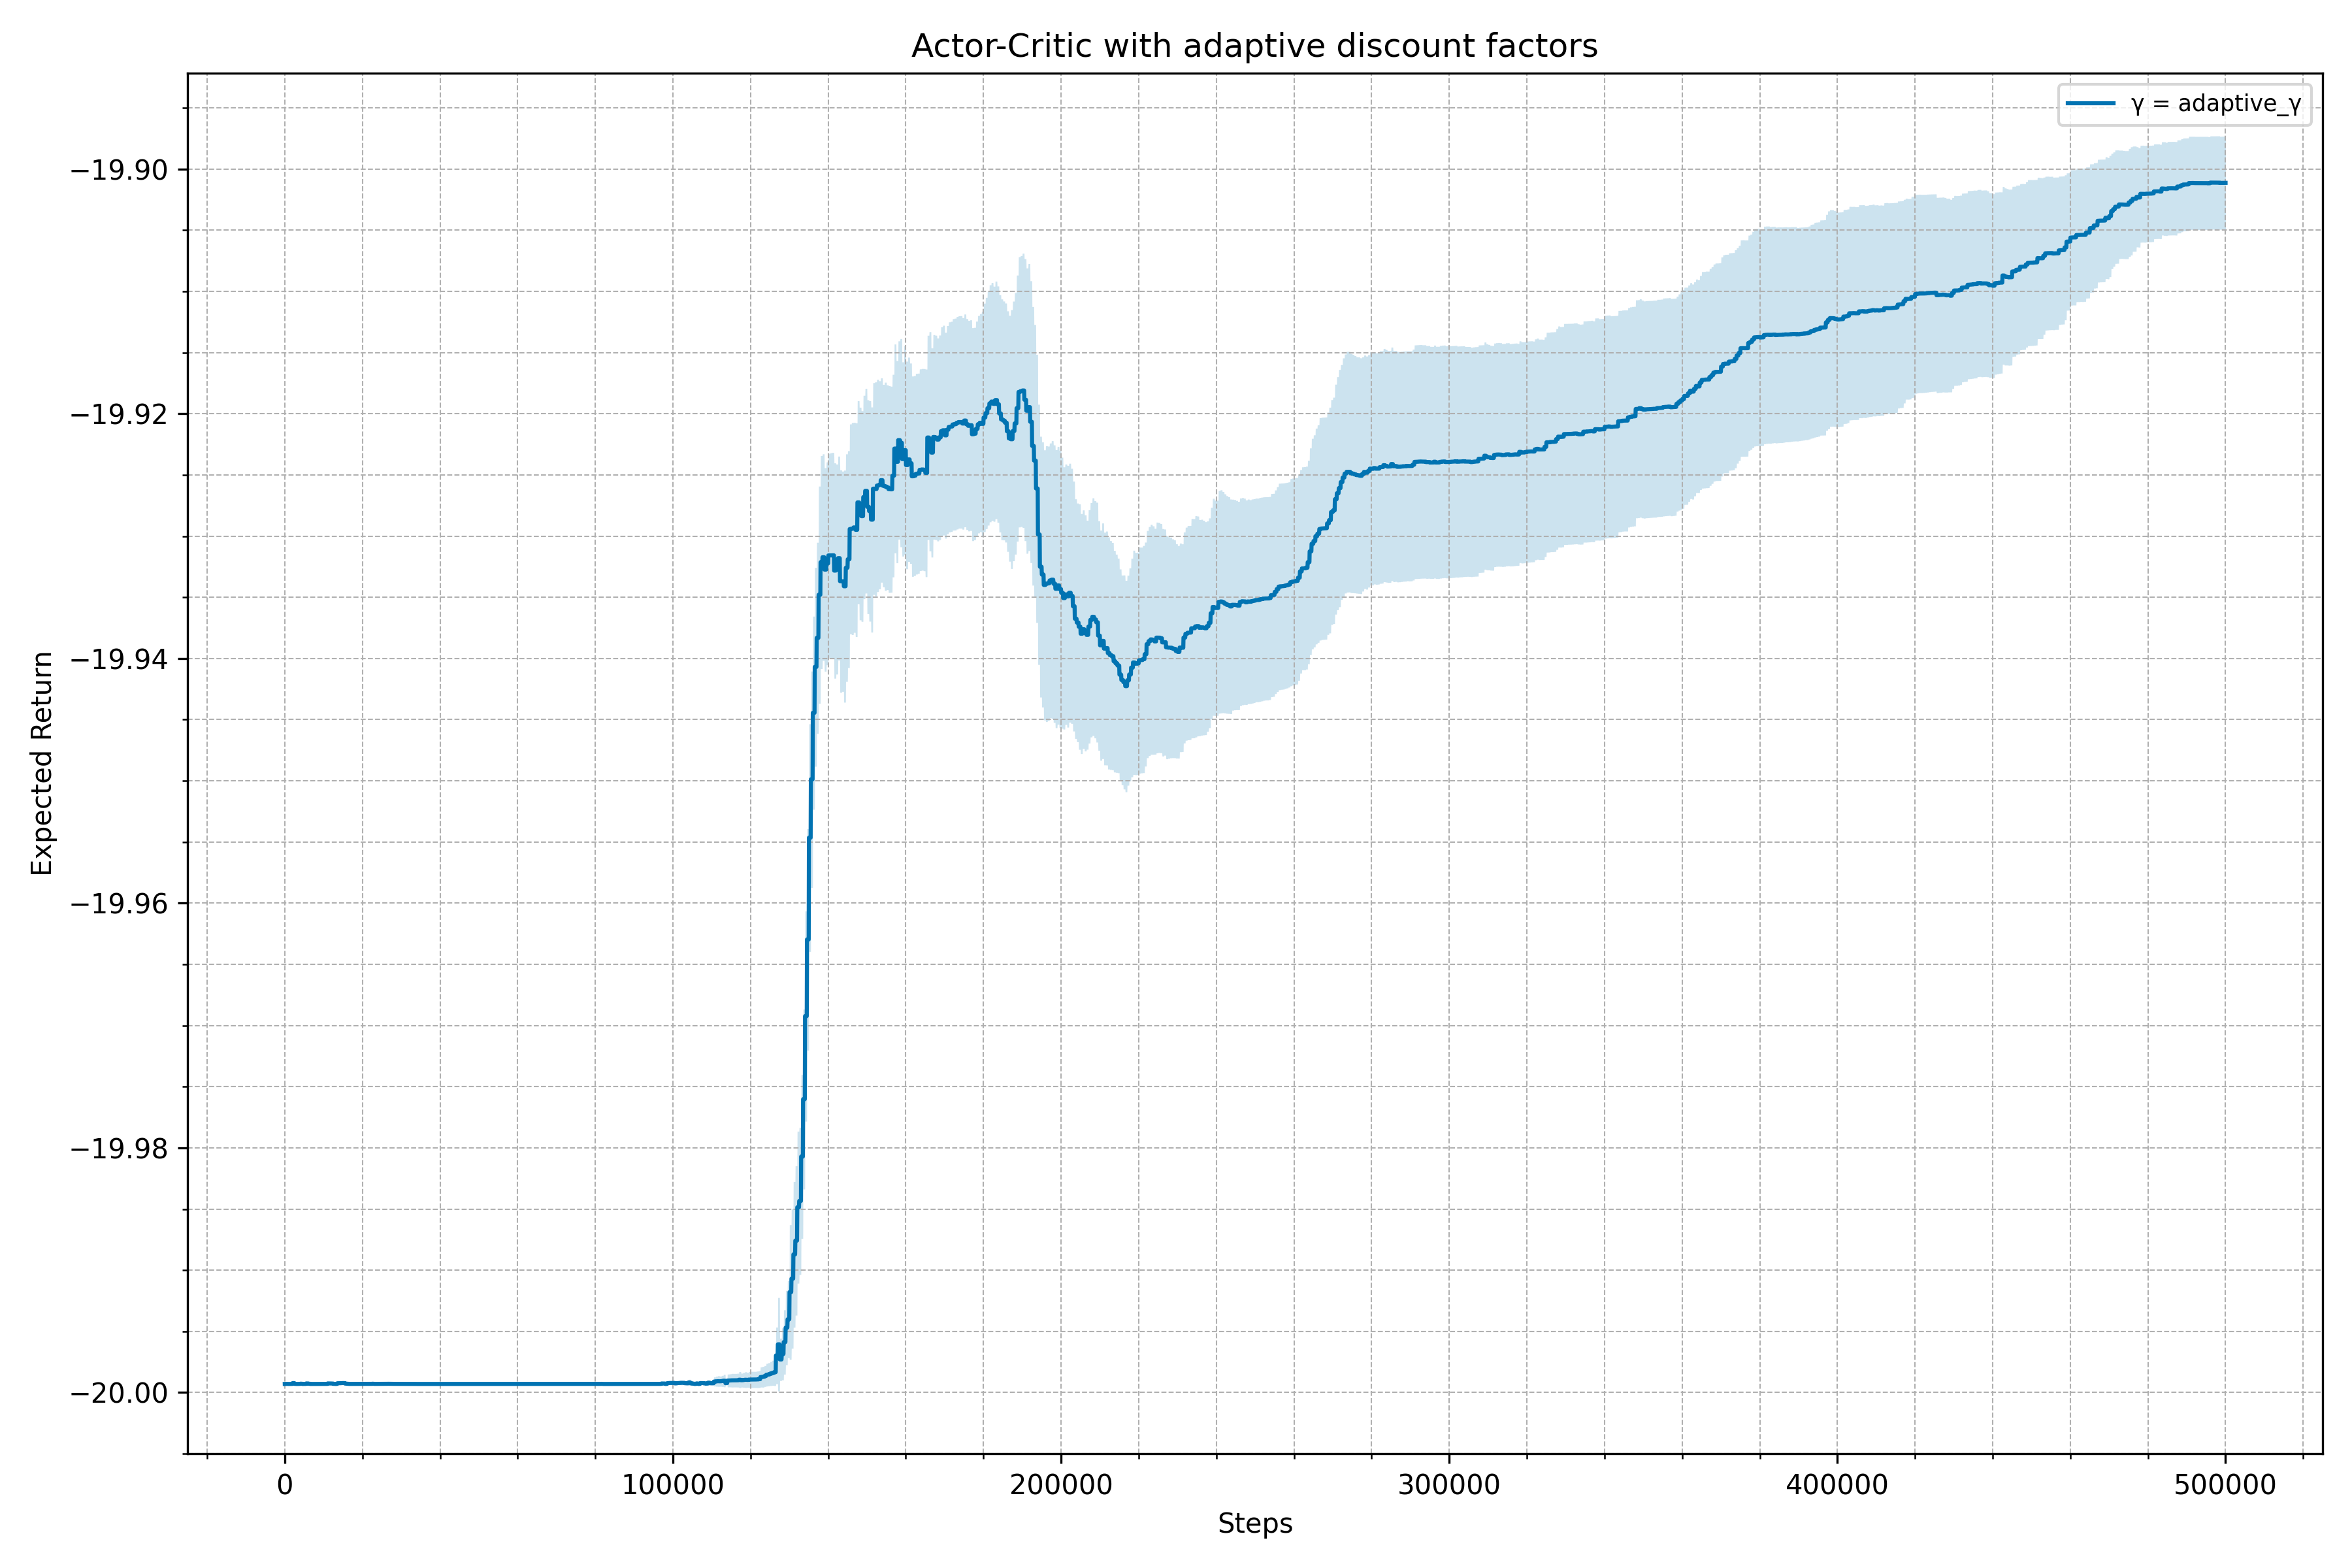 Actor-Critic with adaptive discount factors
γ = adaptive_γ
Expected Return
−19.90
−19.92
−19.94
−19.96
−19.98
−20.00
0 100000 200000 300000 400000 500000
Steps